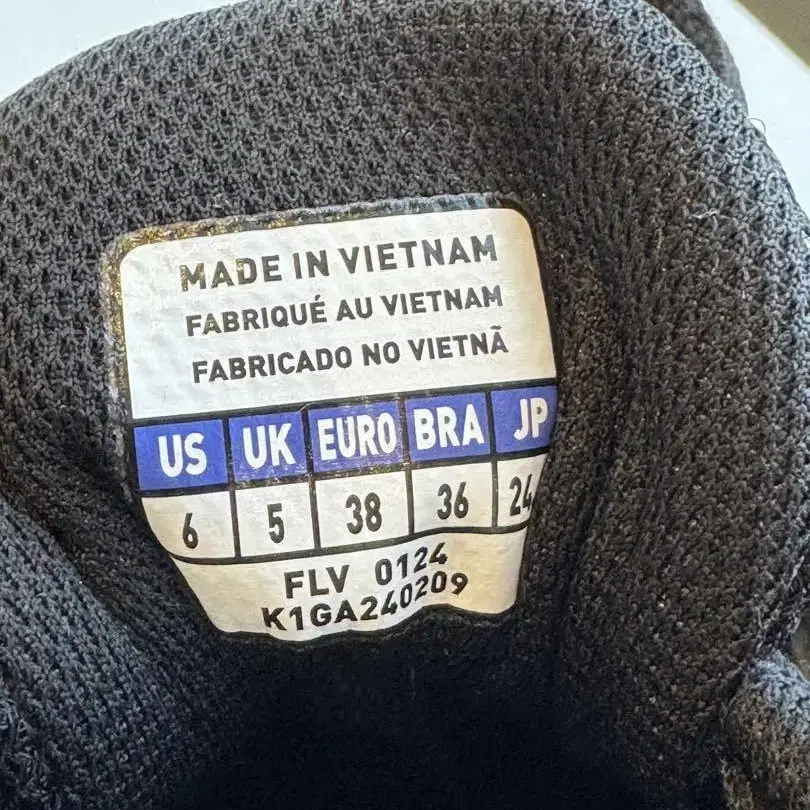 MADE IN VIETNAM
FABRIQUÉ AU VIETNAM
FABRICADO NO VIETNÃ
US UK EURO BRA JP
6 5 38 36 24
FLV 0124
K1GA240209